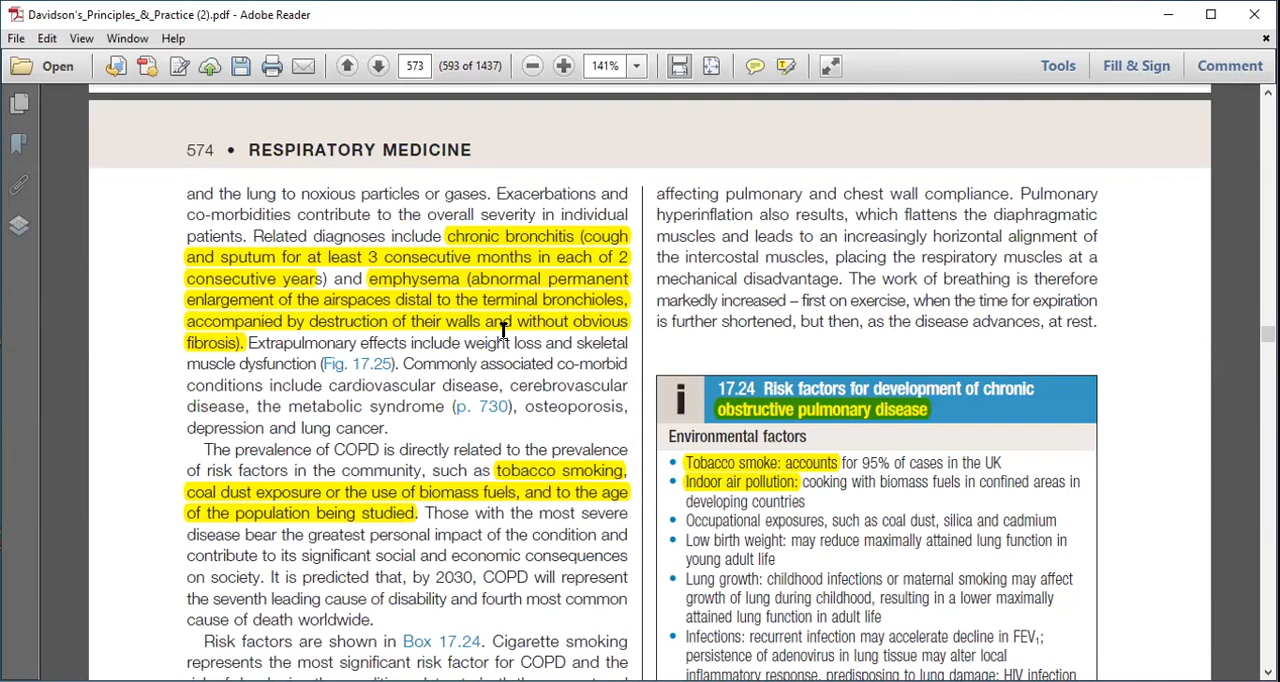 Davidson's_Principles_&_Practice (2).pdf - Adobe Reader
File Edit View Window Help
Open 573 (593 of 1437) 141% Tools Fill & Sign Comment
574 • RESPIRATORY MEDICINE
and the lung to noxious particles or gases. Exacerbations and
co-morbidities contribute to the overall severity in individual
patients. Related diagnoses include chronic bronchitis (cough
and sputum for at least 3 consecutive months in each of 2
consecutive years) and emphysema (abnormal permanent
enlargement of the airspaces distal to the terminal bronchioles,
accompanied by destruction of their walls and without obvious
fibrosis). Extrapulmonary effects include weight loss and skeletal
muscle dysfunction (Fig. 17.25). Commonly associated co-morbid
conditions include cardiovascular disease, cerebrovascular
disease, the metabolic syndrome (p. 730), osteoporosis,
depression and lung cancer.
The prevalence of COPD is directly related to the prevalence
of risk factors in the community, such as tobacco smoking,
coal dust exposure or the use of biomass fuels, and to the age
of the population being studied. Those with the most severe
disease bear the greatest personal impact of the condition and
contribute to its significant social and economic consequences
on society. It is predicted that, by 2030, COPD will represent
the seventh leading cause of disability and fourth most common
cause of death worldwide.
Risk factors are shown in Box 17.24. Cigarette smoking
represents the most significant risk factor for COPD and the
affecting pulmonary and chest wall compliance. Pulmonary
hyperinflation also results, which flattens the diaphragmatic
muscles and leads to an increasingly horizontal alignment of
the intercostal muscles, placing the respiratory muscles at a
mechanical disadvantage. The work of breathing is therefore
markedly increased – first on exercise, when the time for expiration
is further shortened, but then, as the disease advances, at rest.
i 17.24 Risk factors for development of chronic
obstructive pulmonary disease
Environmental factors
• Tobacco smoke: accounts for 95% of cases in the UK
• Indoor air pollution: cooking with biomass fuels in confined areas in
developing countries
• Occupational exposures, such as coal dust, silica and cadmium
• Low birth weight: may reduce maximally attained lung function in
young adult life
• Lung growth: childhood infections or maternal smoking may affect
growth of lung during childhood, resulting in a lower maximally
attained lung function in adult life
• Infections: recurrent infection may accelerate decline in FEV₁;
persistence of adenovirus in lung tissue may alter local
inflammatory response, predisposing to lung damage; HIV infection